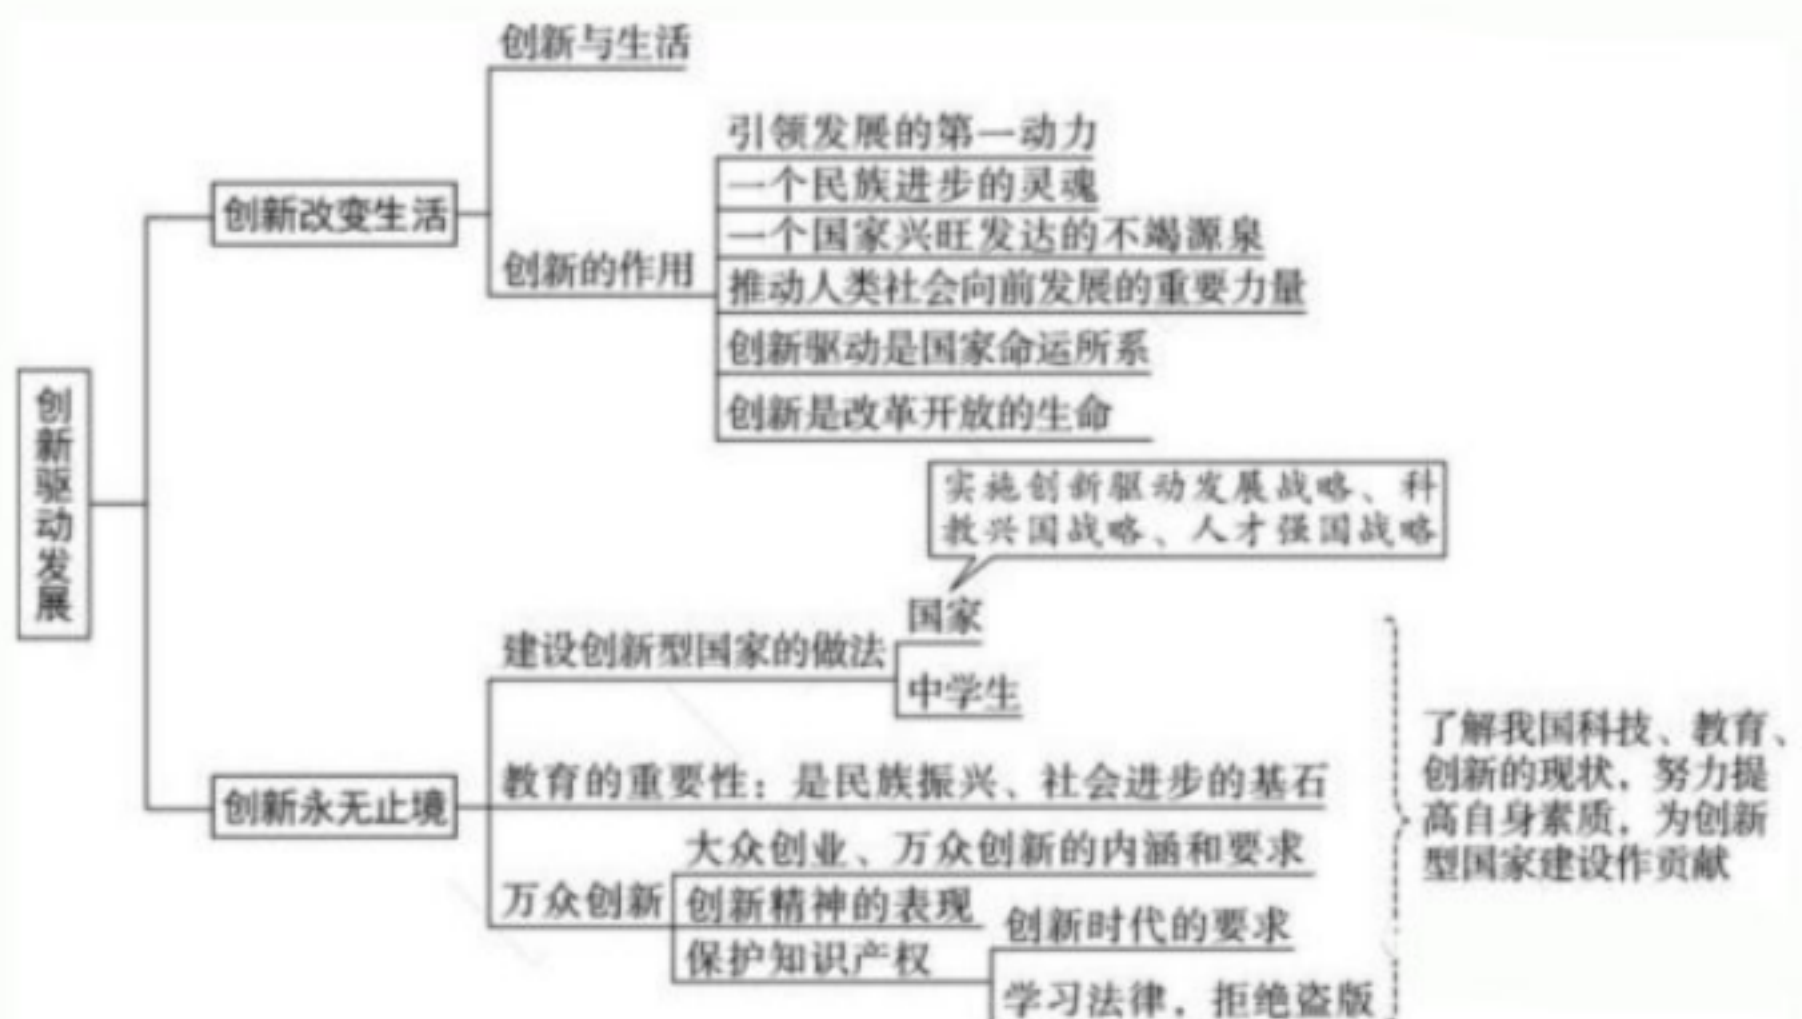 创新驱动发展
创新改变生活
创新与生活
创新的作用
引领发展的第一动力
一个民族进步的灵魂
一个国家兴旺发达的不竭源泉
推动人类社会向前发展的重要力量
创新驱动是国家命运所系
创新是改革开放的生命
创新永无止境
建设创新型国家的做法
国家
实施创新驱动发展战略、科
教兴国战略、人才强国战略
中学生
教育的重要性：是民族振兴、社会进步的基石
万众创新
大众创业、万众创新的内涵和要求
创新精神的表现
保护知识产权
创新时代的要求
学习法律，拒绝盗版
了解我国科技、教育、
创新的现状，努力提
高自身素质，为创新
型国家建设作贡献